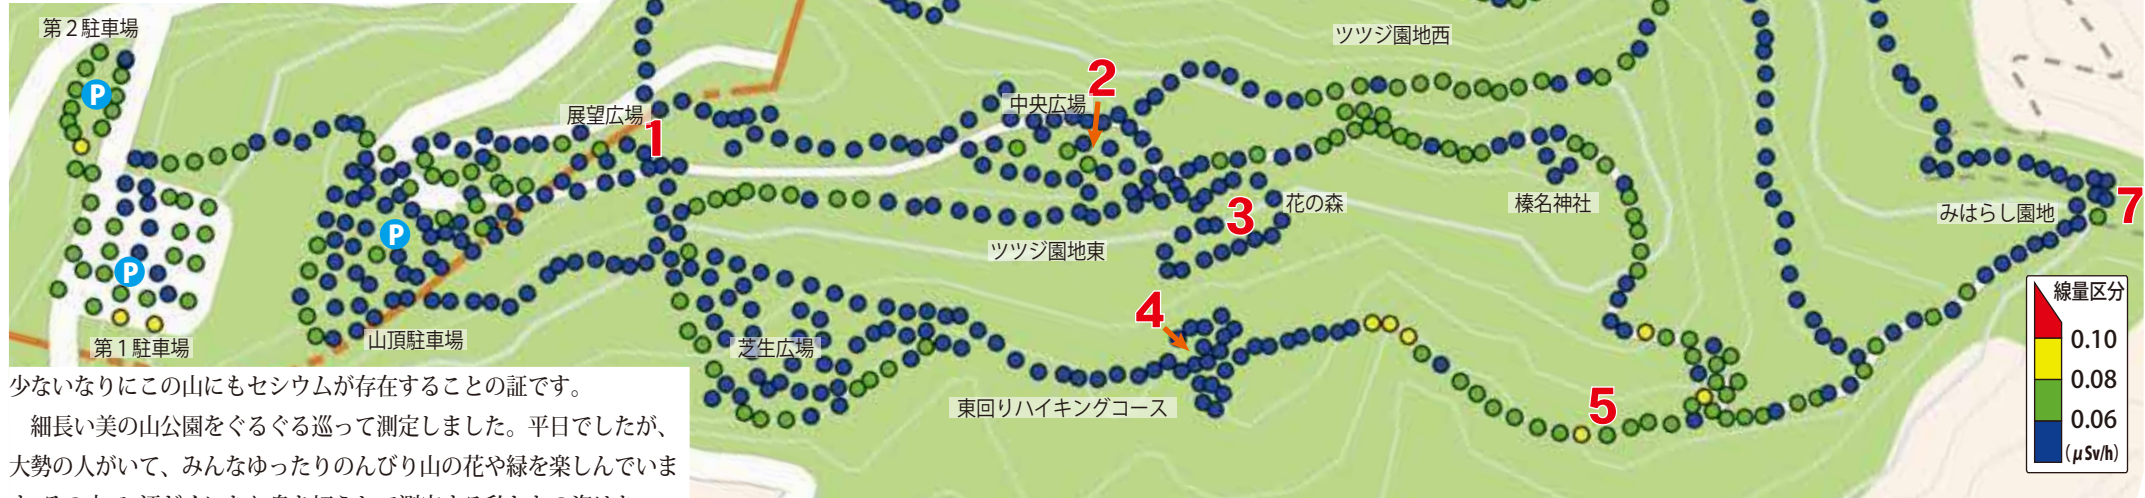 第2駐車場
ツツジ園地西
2
展望広場
中央広場
1
P
7
3
花の森
榛名神社
みはらし園地
P
ツツジ園地東
P
線量区分
4
0.10
第1駐車場
山頂駐車場
芝生広場
0.08
東回りハイキングコース
5
0.06
(μSv/h)
少ないなりにこの山にもセシウムが存在することの証です。
　細長い美の山公園をぐるぐる巡って測定しました。平日でしたが、
大勢の人がいて、みんなゆったりのんびり山の花や緑を楽しんでいま